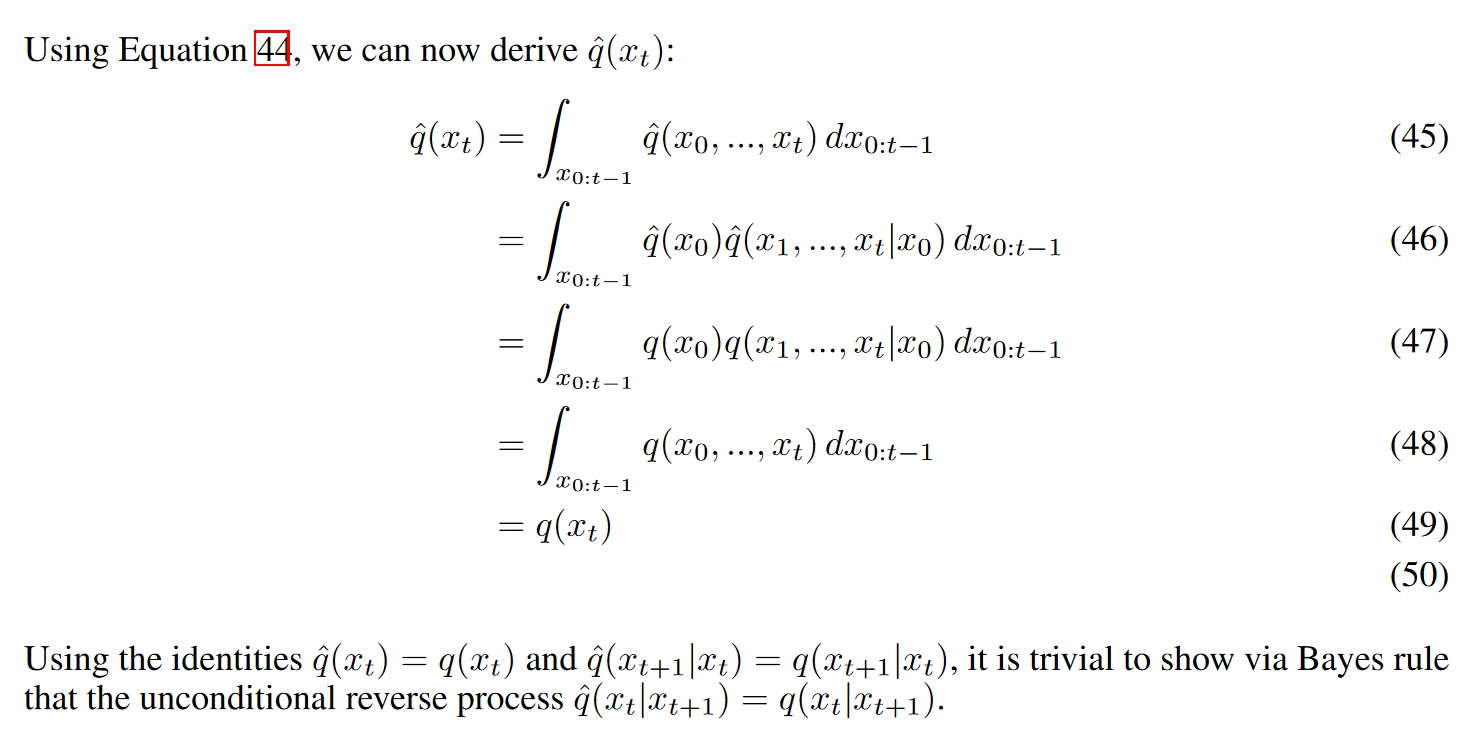 Using Equation 44, we can now derive q̂(x_t):
q̂(x_t) = ∫_{x_{0:t−1}} q̂(x_0, ..., x_t) dx_{0:t−1} (45)
= ∫_{x_{0:t−1}} q̂(x_0)q̂(x_1, ..., x_t|x_0) dx_{0:t−1} (46)
= ∫_{x_{0:t−1}} q(x_0)q(x_1, ..., x_t|x_0) dx_{0:t−1} (47)
= ∫_{x_{0:t−1}} q(x_0, ..., x_t) dx_{0:t−1} (48)
= q(x_t) (49)
(50)
Using the identities q̂(x_t) = q(x_t) and q̂(x_{t+1}|x_t) = q(x_{t+1}|x_t), it is trivial to show via Bayes rule
that the unconditional reverse process q̂(x_t|x_{t+1}) = q(x_t|x_{t+1}).